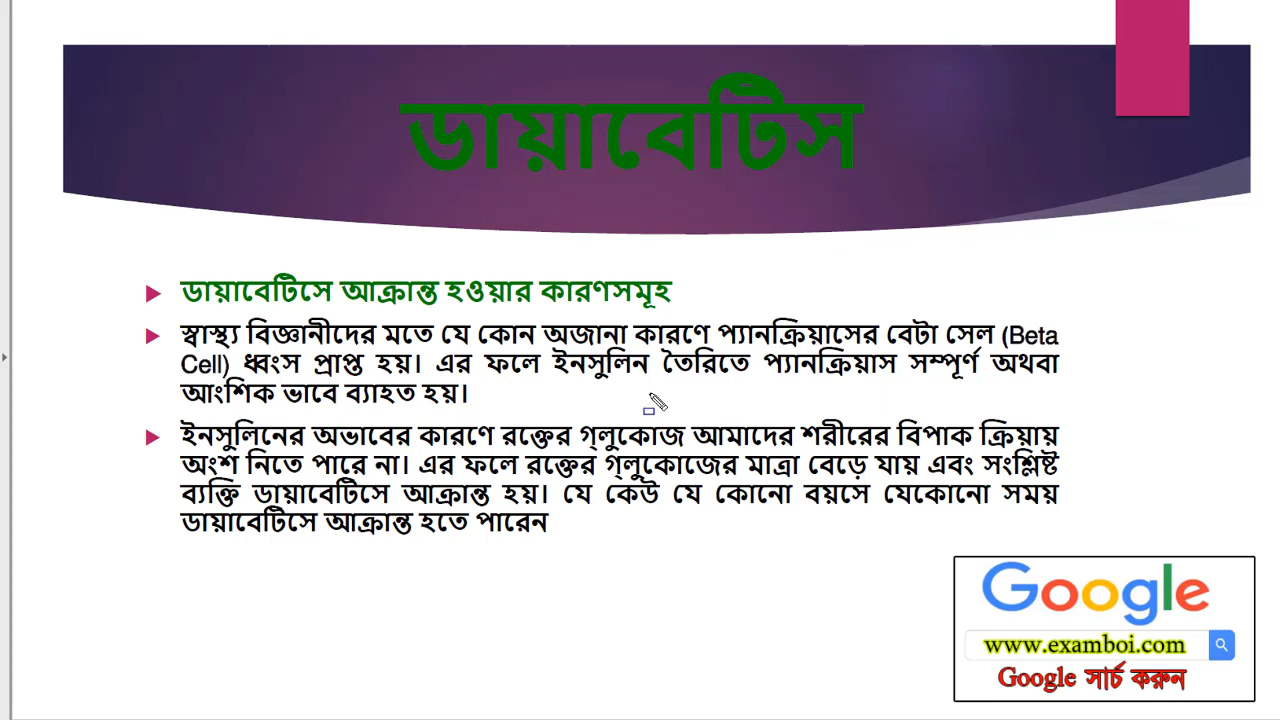 ডায়াবেটিস
ডায়াবেটিসে আক্রান্ত হওয়ার কারণসমূহ
স্বাস্থ্য বিজ্ঞানীদের মতে যে কোন অজানা কারণে প্যানক্রিয়াসের বেটা সেল (Beta
Cell) ধ্বংস প্রাপ্ত হয়। এর ফলে ইনসুলিন তৈরিতে প্যানক্রিয়াস সম্পূর্ণ অথবা
আংশিক ভাবে ব্যাহত হয়।
ইনসুলিনের অভাবের কারণে রক্তের গ্লুকোজ আমাদের শরীরের বিপাক ক্রিয়ায়
অংশ নিতে পারে না। এর ফলে রক্তের গ্লুকোজের মাত্রা বেড়ে যায় এবং সংশ্লিষ্ট
ব্যক্তি ডায়াবেটিসে আক্রান্ত হয়। যে কেউ যে কোনো বয়সে যেকোনো সময়
ডায়াবেটিসে আক্রান্ত হতে পারেন
Google
www.examboi.com
Google সার্চ করুন